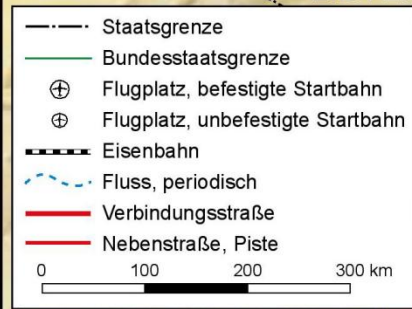 Staatsgrenze
Bundesstaatsgrenze
Flugplatz, befestigte Startbahn
Flugplatz, unbefestigte Startbahn
Eisenbahn
Fluss, periodisch
Verbindungsstraße
Nebenstraße, Piste
0 100 200 300 km